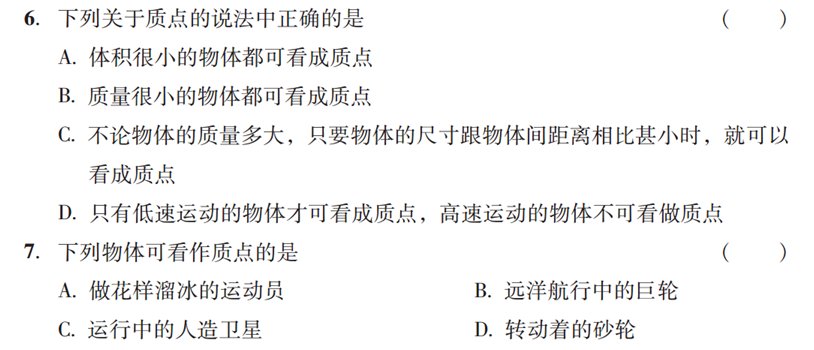 6. 下列关于质点的说法中正确的是 (  )
A. 体积很小的物体都可看成质点
B. 质量很小的物体都可看成质点
C. 不论物体的质量多大，只要物体的尺寸跟物体间距离相比甚小时，就可以
看成质点
D. 只有低速运动的物体才可看成质点，高速运动的物体不可看做质点
7. 下列物体可看作质点的是 (  )
A. 做花样溜冰的运动员 B. 远洋航行中的巨轮
C. 运行中的人造卫星 D. 转动着的砂轮